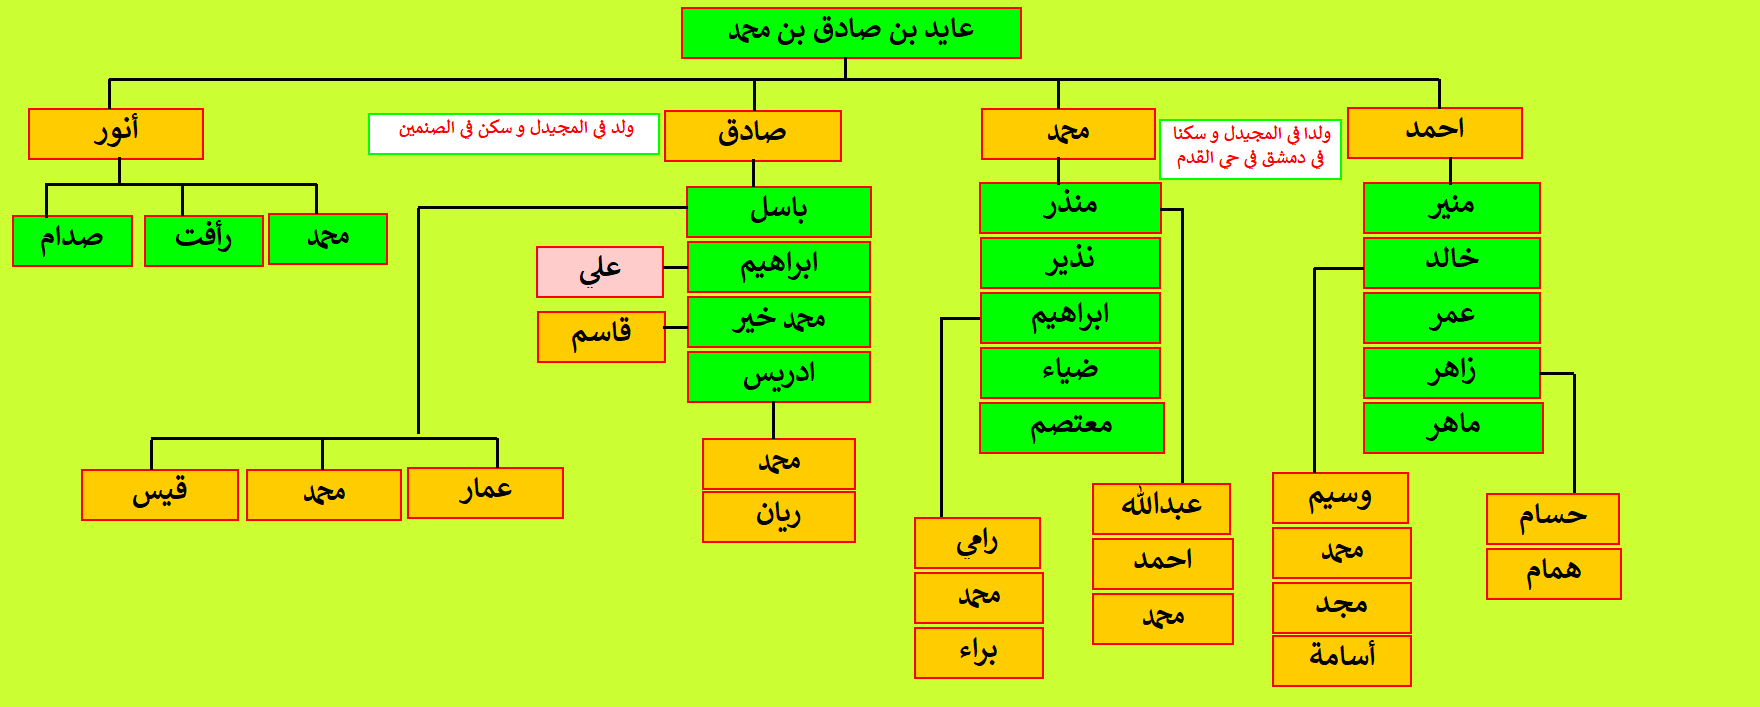 عايد بن صادق بن محمد
احمد
ولدا في المجيدل و سكنا
في دمشق في حي القدم
محمد
صادق
ولد في المجيدل و سكن في الصنمين
أنور
منير
خالد
عمر
زاهر
ماهر
منذر
نذير
ابراهيم
ضياء
معتصم
باسل
ابراهيم
محمد خير
ادريس
علي
قاسم
محمد
رأفت
صدام
حسام
همام
وسيم
محمد
مجد
أسامة
عبدالله
احمد
محمد
رامي
محمد
براء
محمد
ريان
عمار
محمد
قيس